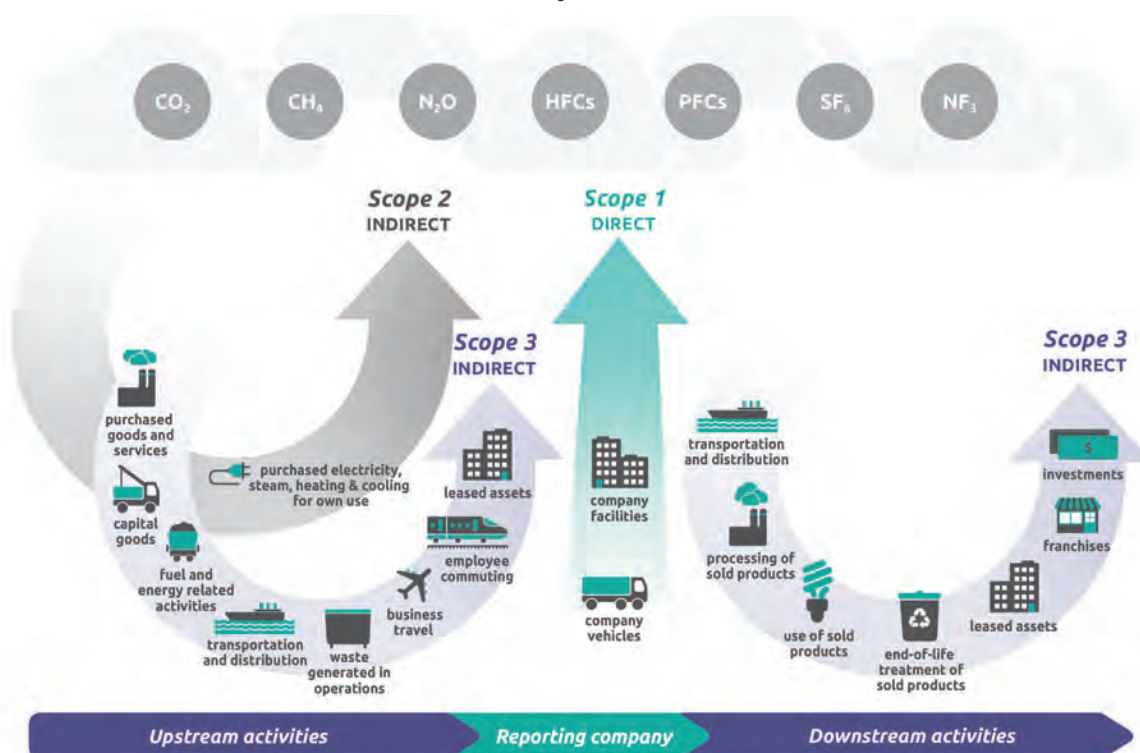 CO₂
CH₄
N₂O
HFCs
PFCs
SF₆
NF₃
Scope 2
INDIRECT
Scope 1
DIRECT
Scope 3
INDIRECT
Scope 3
INDIRECT
purchased
goods and
services
capital
goods
fuel and
energy related
activities
transportation
and distribution
waste
generated in
operations
business
travel
employee
commuting
leased assets
purchased electricity,
steam, heating & cooling
for own use
company
facilities
company
vehicles
transportation
and distribution
processing of
sold products
use of sold
products
end-of-life
treatment of
sold products
leased assets
franchises
investments
$
Upstream activities
Reporting company
Downstream activities